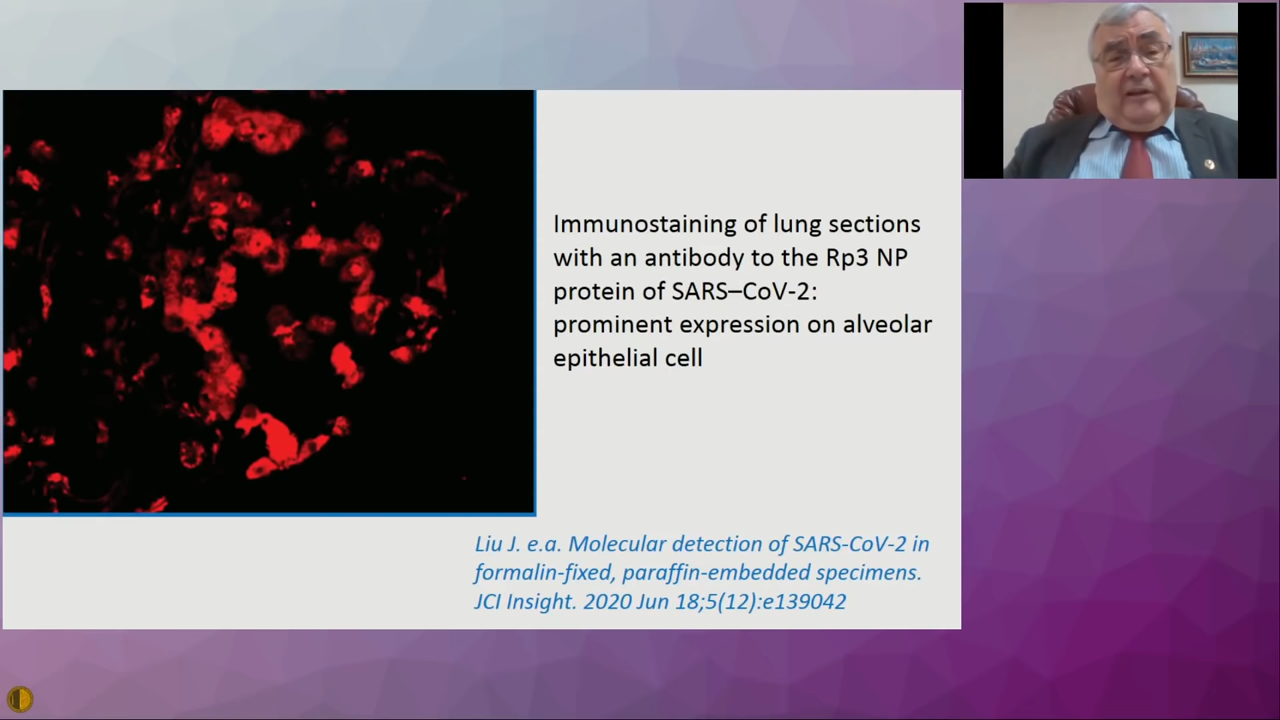 Immunostaining of lung sections
with an antibody to the Rp3 NP
protein of SARS–CoV-2:
prominent expression on alveolar
epithelial cell
Liu J. e.a. Molecular detection of SARS-CoV-2 in
formalin-fixed, paraffin-embedded specimens.
JCI Insight. 2020 Jun 18;5(12):e139042